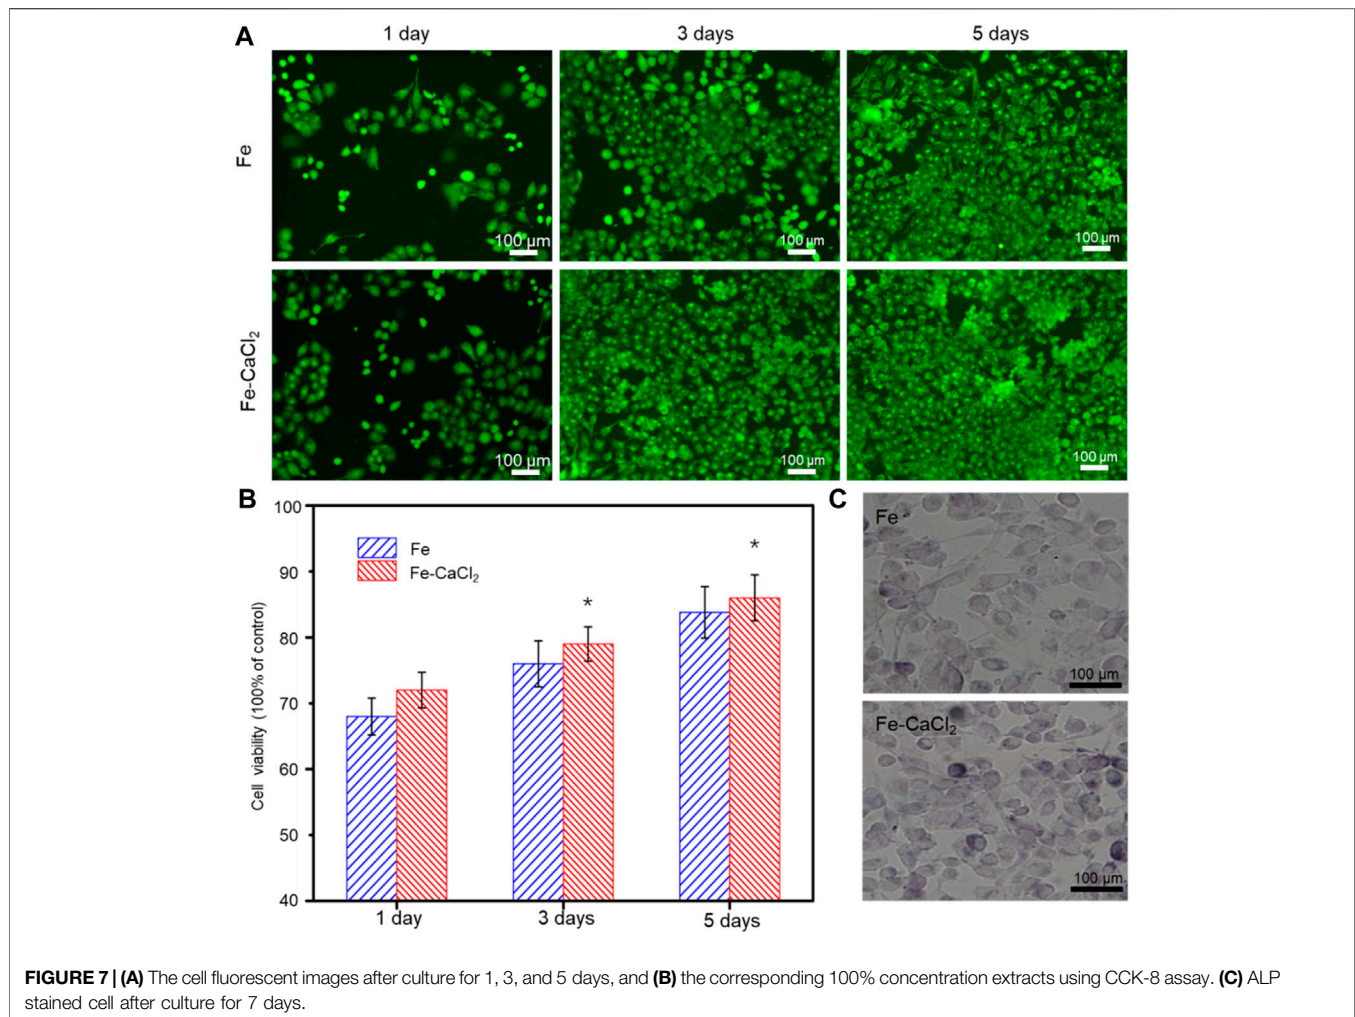 A
1 day
3 days
5 days
Fe
100 µm
100 µm
100 µm
Fe-CaCl₂
100 µm
100 µm
100 µm
B
100
90
80
70
60
50
40
Cell viability (100% of control)
Fe
Fe-CaCl₂
*
*
1 day
3 days
5 days
C
Fe
100 µm
Fe-CaCl₂
100 µm
FIGURE 7 | (A) The cell fluorescent images after culture for 1, 3, and 5 days, and (B) the corresponding 100% concentration extracts using CCK-8 assay. (C) ALP
stained cell after culture for 7 days.